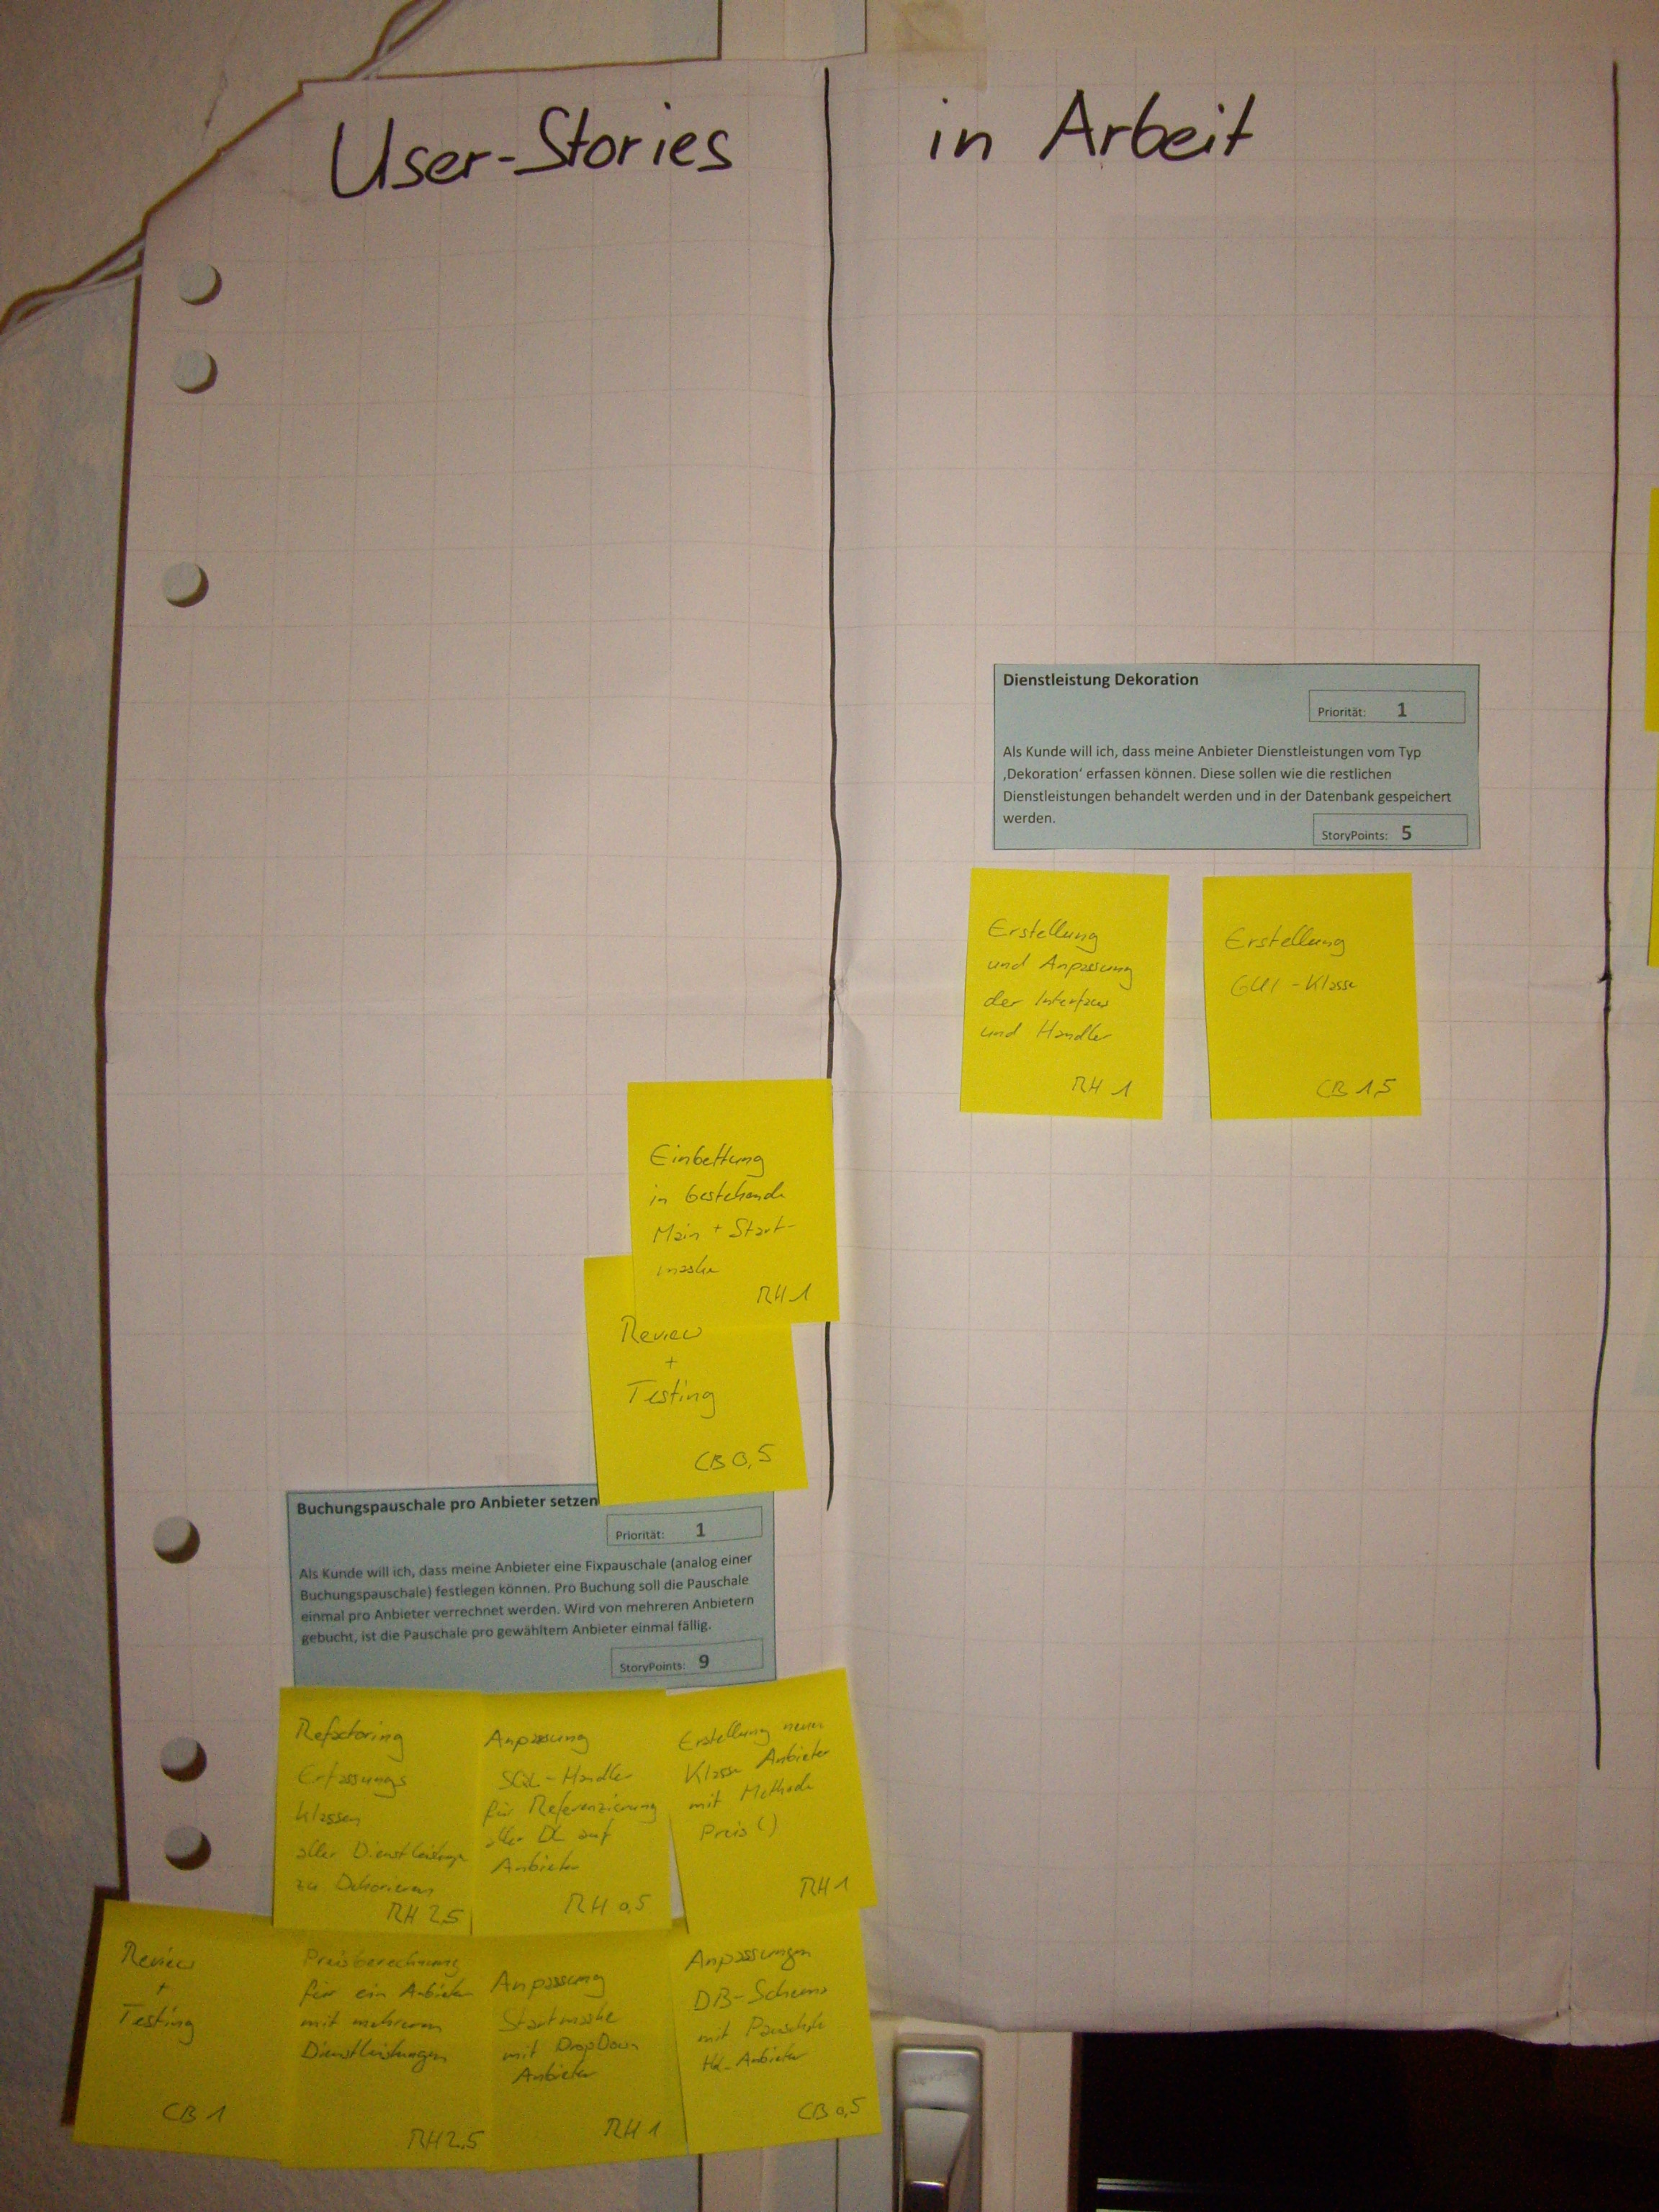 User-Stories
in Arbeit
Dienstleistung Dekoration
Priorität: 1
Als Kunde will ich, dass meine Anbieter Dienstleistungen vom Typ
‚Dekoration' erfassen können. Diese sollen wie die restlichen
Dienstleistungen behandelt werden und in der Datenbank gespeichert
werden.
StoryPoints: 5
Erstellung
und Anpassung
der Interfaces
und Handler
RH 1
Erstellung
GUI-Klasse
CB 1,5
Einbettung
in bestehende
Main + Start-
maske
RH 1
Review
+
Testing
CB 0,5
Buchungspauschale pro Anbieter setzen
Priorität: 1
Als Kunde will ich, dass meine Anbieter eine Fixpauschale (analog einer
Buchungspauschale) festlegen können. Pro Buchung soll die Pauschale
einmal pro Anbieter verrechnet werden. Wird von mehreren Anbietern
gebucht, ist die Pauschale pro gewähltem Anbieter einmal fällig.
StoryPoints: 9
Refactoring
Erfassungs
klassen
aller Dienstleistungen
zu Dekorieren
RH 2,5
Anpassung
SQL-Handler
für Referenzierung
aller DL auf
Anbieter
RH 0,5
Erstellung neuer
Klasse Anbieter
mit Methode
Preis()
RH 1
Review
+
Testing
CB 1
Preisberechnung
für ein Anbieter
mit mehreren
Dienstleistungen
RH 2,5
Anpassung
Startmaske
mit DropDown
Anbieter
RH 1
Anpassungen
DB-Schema
mit Pauschale
Anbieter
CB 0,5